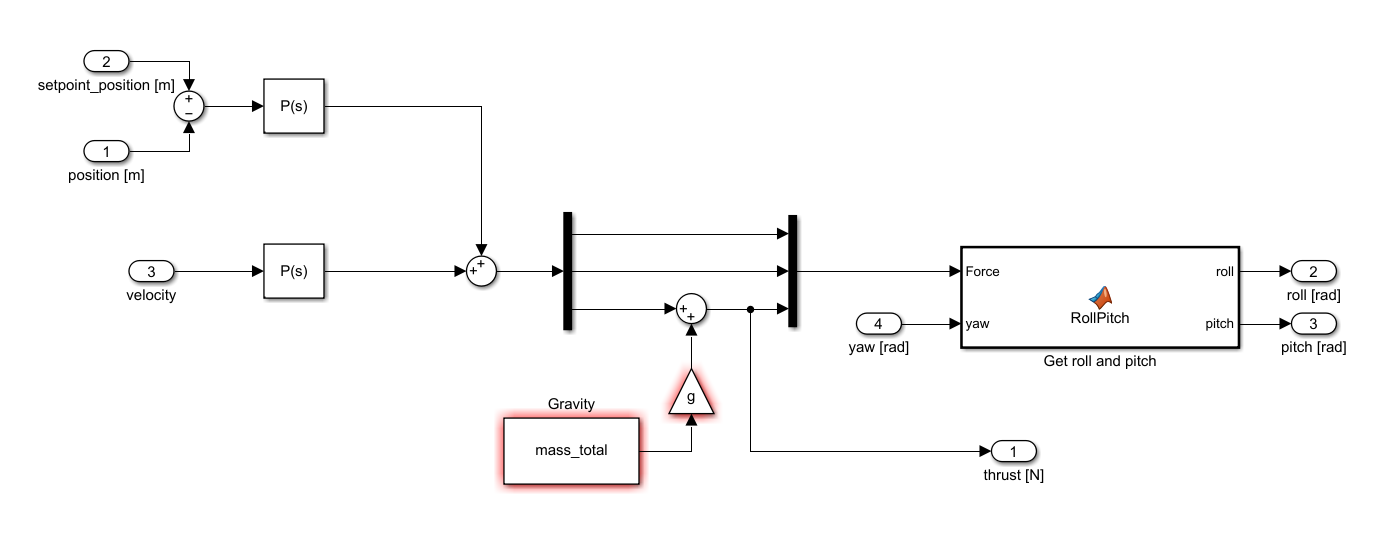 2
setpoint_position [m]
+
−
P(s)
1
position [m]
3
velocity
P(s)
+
+
+
+
Force
roll
2
roll [rad]
RollPitch
4
yaw [rad]
yaw
pitch
3
pitch [rad]
Get roll and pitch
g
Gravity
mass_total
1
thrust [N]